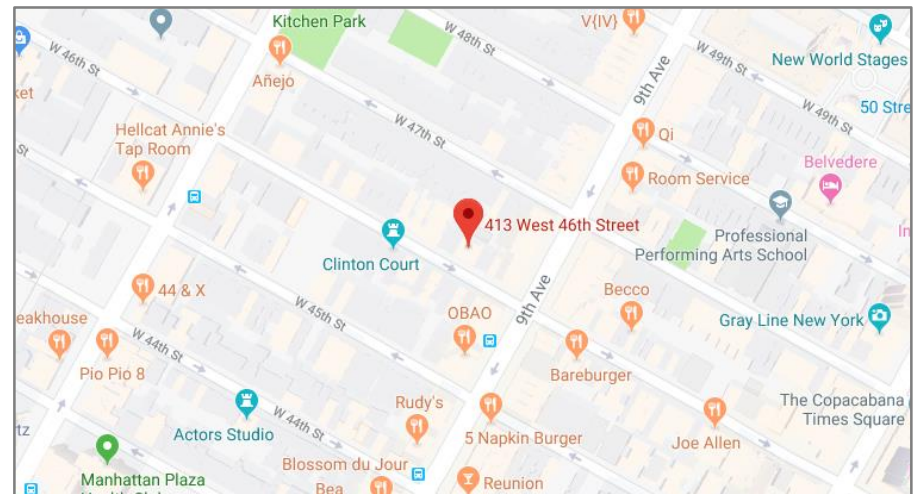 Kitchen Park
V{IV}
W 48th St
New World Stages
W 46th St
Añejo
9th Ave
W 49th St
ket
50 Stre
W 47th St
W 49th St
Hellcat Annie's
Tap Room
Qi
St
Belvedere
Room Service
413 West 46th Street
In
Professional
Performing Arts School
Clinton Court
44 & X
Becco
9th Ave
OBAO
W 45th St
eakhouse
Gray Line New York
W 44th St
Pio Pio 8
Bareburger
The Copacabana
Times Square
Rudy's
W 44th St
tz
Actors Studio
5 Napkin Burger
Joe Allen
Blossom du Jour
Manhattan Plaza
Bea
Reunion